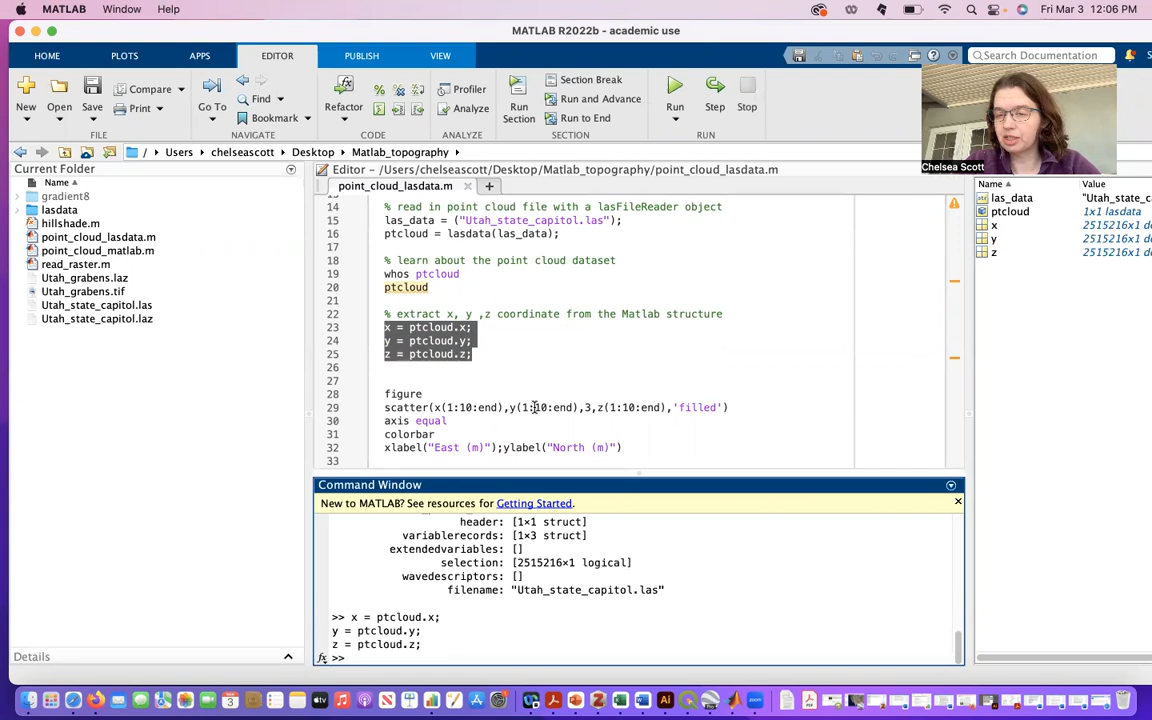 MATLAB Window Help Fri Mar 3 12:06 PM
MATLAB R2022b - academic use
HOME PLOTS APPS EDITOR PUBLISH VIEW Search Documentation
New Open Save Compare Print Go To Find Bookmark Refactor Profiler Analyze Run Section Section Break Run and Advance Run to End Run Step Stop
FILE NAVIGATE CODE ANALYZE SECTION RUN
Chelsea Scott
/ Users chelseascott Desktop Matlab_topography
Current Folder
Name
gradient8
lasdata
hillshade.m
point_cloud_lasdata.m
point_cloud_matlab.m
read_raster.m
Utah_grabens.laz
Utah_grabens.tif
Utah_state_capitol.las
Utah_state_capitol.laz
Details
Editor - /Users/chelseascott/Desktop/Matlab_topography/point_cloud_lasdata.m
point_cloud_lasdata.m
14 % read in point cloud file with a lasFileReader object
15 las_data = ("Utah_state_capitol.las");
16 ptcloud = lasdata(las_data);
17
18 % learn about the point cloud dataset
19 whos ptcloud
20 ptcloud
21
22 % extract x, y ,z coordinate from the Matlab structure
23 x = ptcloud.x;
24 y = ptcloud.y;
25 z = ptcloud.z;
26
27
28 figure
29 scatter(x(1:10:end),y(1:10:end),3,z(1:10:end),'filled')
30 axis equal
31 colorbar
32 xlabel("East (m)");ylabel("North (m)")
33
Command Window
New to MATLAB? See resources for Getting Started.
header: [1×1 struct]
variablerecords: [1×3 struct]
extendedvariables: []
selection: [2515216×1 logical]
wavedescriptors: []
filename: "Utah_state_capitol.las"
>> x = ptcloud.x;
y = ptcloud.y;
z = ptcloud.z;
fx >>
Name Value
las_data "Utah_state_c
ptcloud 1x1 lasdata
x 2515216x1 d
y 2515216x1 d
z 2515216x1 d